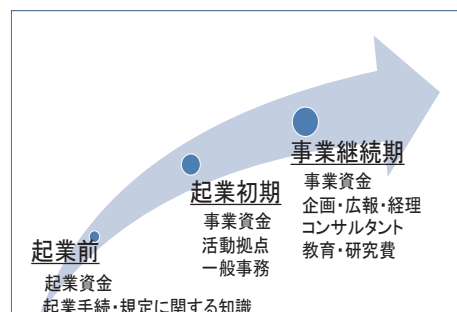 事業継続期
事業資金
企画・広報・経理
コンサルタント
教育・研究費
起業初期
事業資金
活動拠点
一般事務
起業前
起業資金
起業手続・規定に関する知識